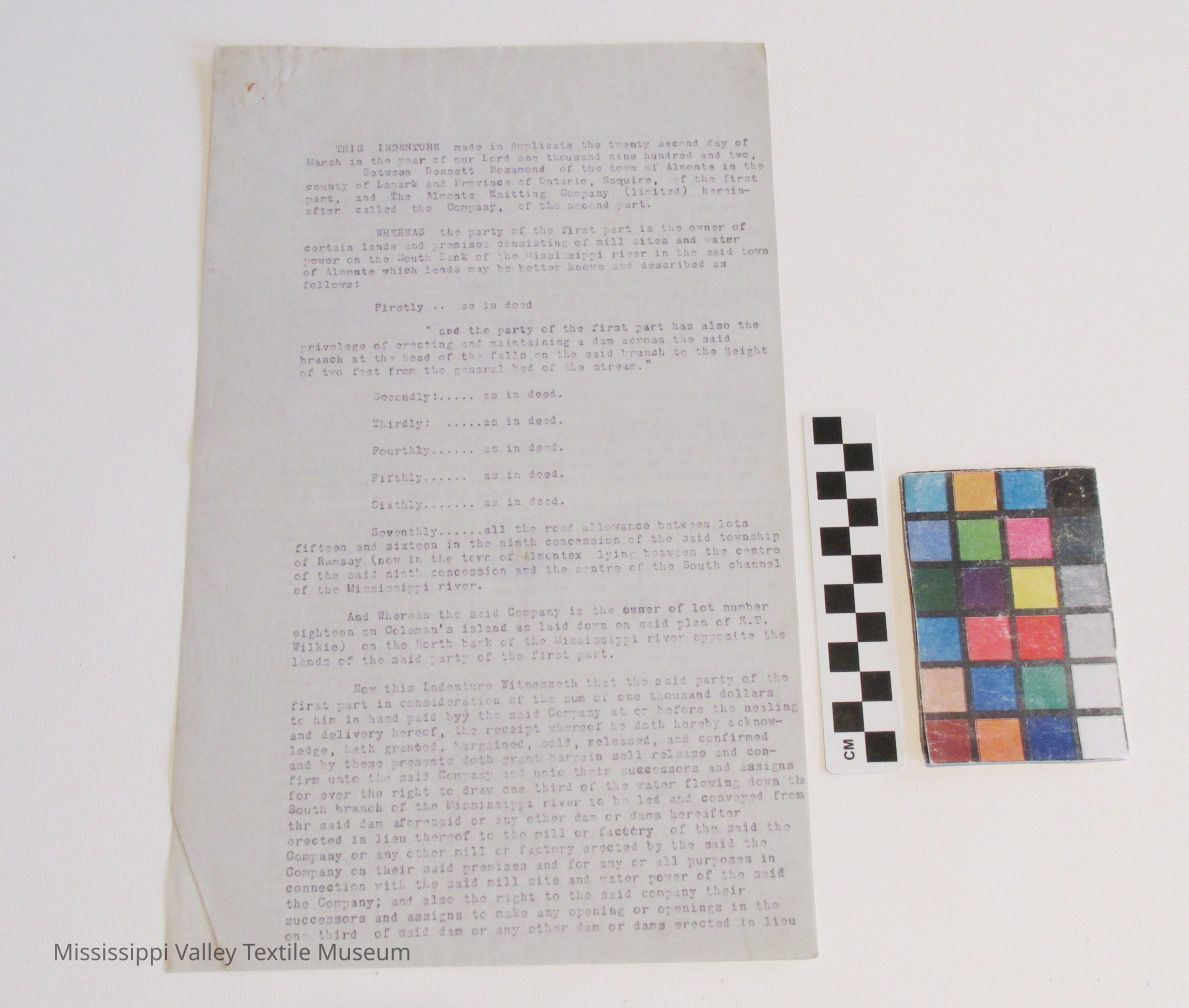 THIS INDENTURE made in duplicate the twenty second day of
March in the year of our Lord one thousand nine hundred and two,
Between Bennett Rosamond of the town of Almonte in the
county of Lanark and Province of Ontario, Esquire, of the first
part, and The Almonte Knitting Company (limited) herein-
after called the Company, of the second part.
WHEREAS the party of the first part is the owner of
certain lands and premises consisting of mill sites and water
power on the South Bank of the Mississippi river in the said town
of Almonte which lands may be better known and described as
follows:
Firstly .. as in deed
" and the party of the first part has also the
privelege of erecting and maintaining a dam across the said
branch at the head of the falls on the said branch to the height
of two feet from the general bed of the stream."
Secondly:..... as in deed.
Thirdly: .....as in deed.
Fourthly...... as in deed.
Fifthly...... as in deed.
Sixthly....... as in deed.
Seventhly......all the road allowance between lots
fifteen and sixteen in the ninth concession of the said township
of Ramsay (now in the town of Almontex lying between the centre
of the said ninth concession and the centre of the South channel
of the Mississippi river.
And Whereas the said Company is the owner of lot number
eighteen on Coleman's island as laid down on said plan of K.T.
Wilkie) on the North bank of the Mississippi river opposite the
lands of the said party of the first part.
Now this Indenture Witnesseth that the said party of the
first part in consideration of the sum of one thousand dollars
to him in hand paid byy the said Company at or before the sealing
and delivery hereof, the receipt whereof he doth hereby acknow-
ledge, hath granted, bargained, sold, released, and confirmed
and by these presents doth grant bargain sell release and con-
firm unto the said Company and unto their successors and assigns
for ever the right to draw one third of the water flowing down the
South branch of the Mississippi river to be led and conveyed from
thr said dam aforesaid or any other dam or dams hereafter
erected in lieu thereof to the mill or factory of the said the
Company or any other mill or factory erected by the said the
Company on their said premises and for any or all purposes in
connection with the said mill site and water power of the said
the Company; and also the right to the said company their
successors and assigns to make any opening or openings in the
one third of said dam or any other dam or dams erected in lieu
CM
Mississippi Valley Textile Museum